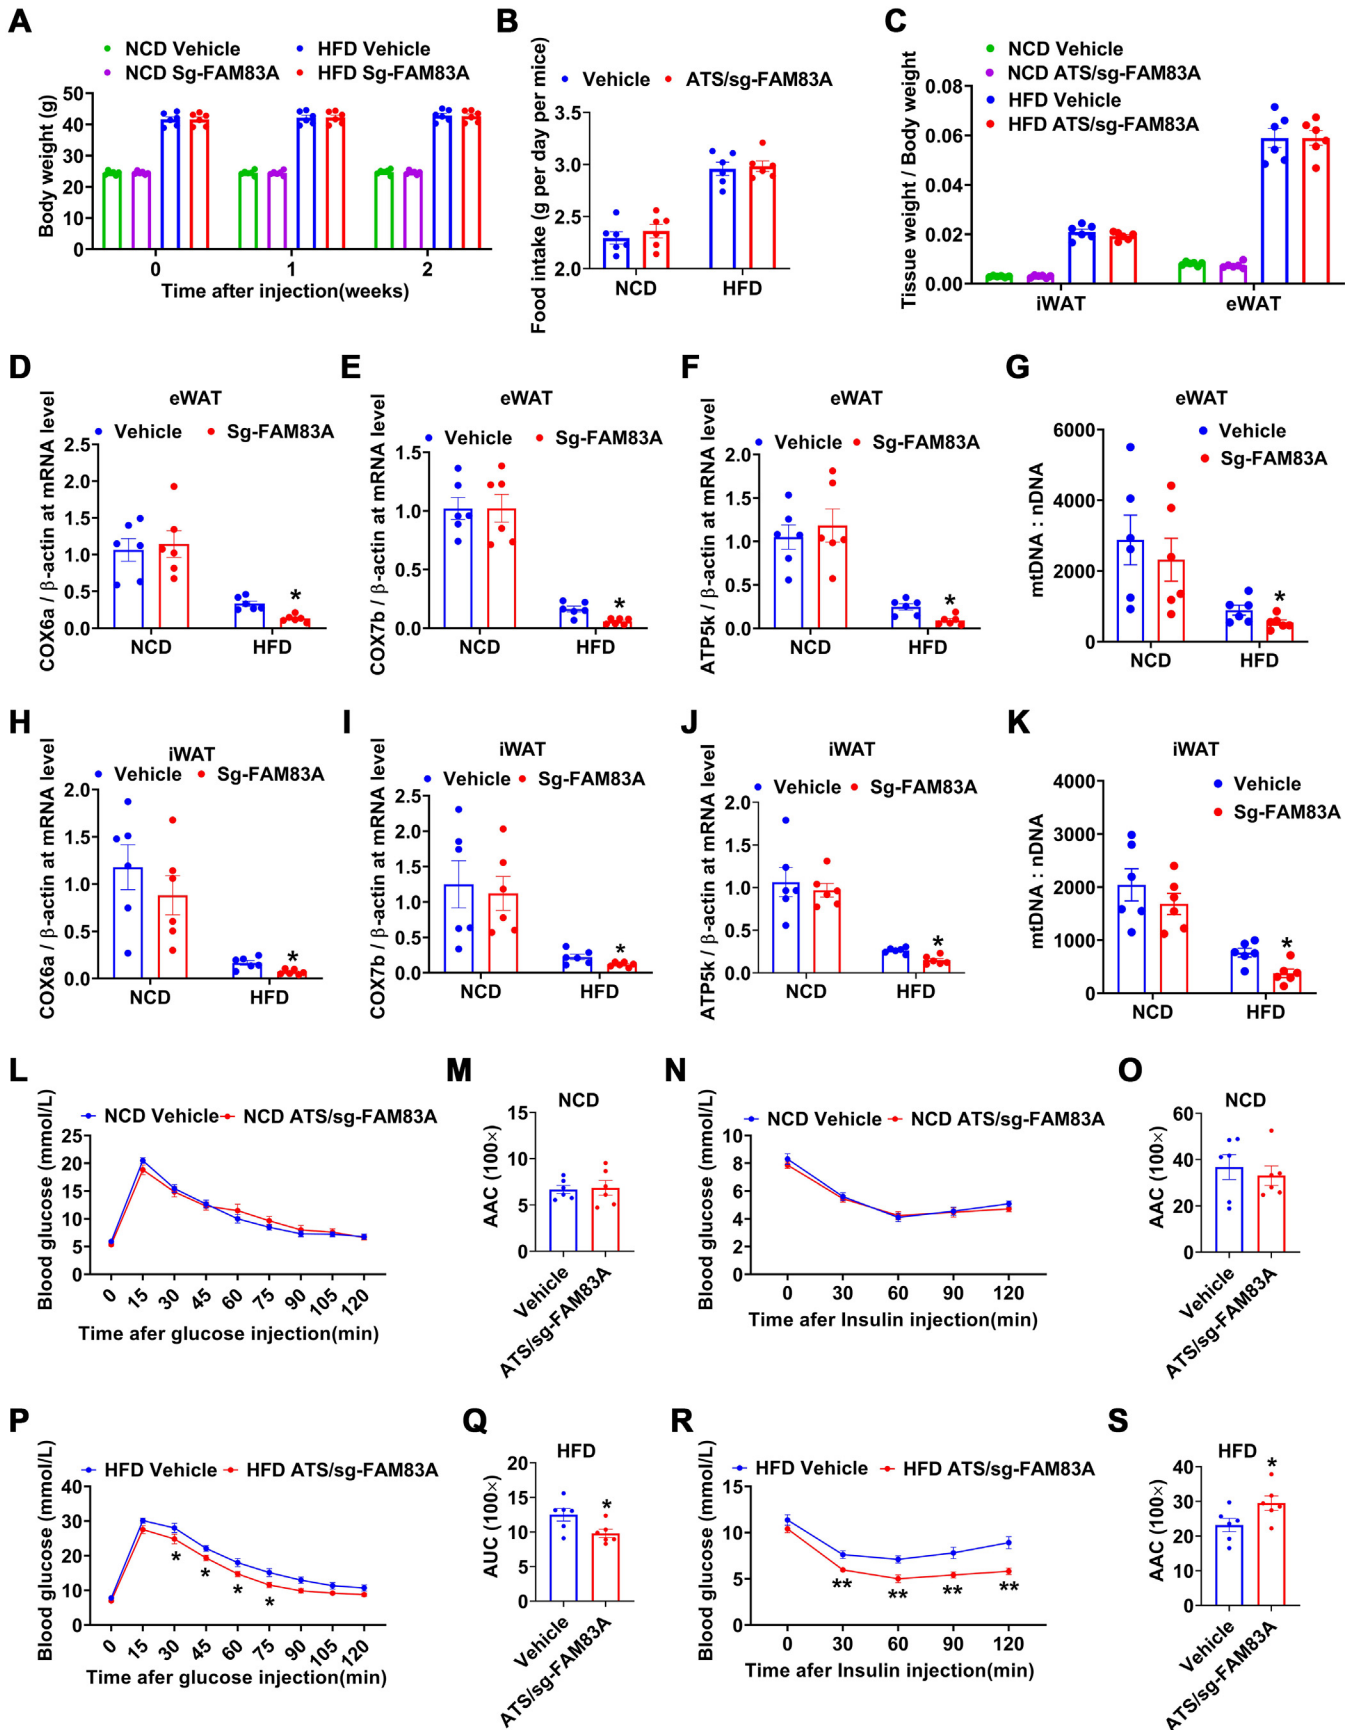 A
NCD Vehicle HFD Vehicle
NCD Sg-FAM83A HFD Sg-FAM83A
Body weight (g)
50
40
30
20
10
0
0 1 2
Time after injection(weeks)
B
Vehicle ATS/sg-FAM83A
Food intake (g per day per mice)
3.5
3.0
2.5
2.0
NCD HFD
C
NCD Vehicle
NCD ATS/sg-FAM83A
HFD Vehicle
HFD ATS/sg-FAM83A
Tissue weight / Body weight
0.08
0.06
0.04
0.02
0.00
iWAT eWAT
D
eWAT
Vehicle Sg-FAM83A
COX6a / β-actin at mRNA level
2.5
2.0
1.5
1.0
0.5
0.0
*
NCD HFD
E
eWAT
Vehicle Sg-FAM83A
COX7b / β-actin at mRNA level
1.5
1.0
0.5
0.0
*
NCD HFD
F
eWAT
Vehicle Sg-FAM83A
ATP5k / β-actin at mRNA level
2.0
1.5
1.0
0.5
0.0
*
NCD HFD
G
eWAT
Vehicle
Sg-FAM83A
mtDNA : nDNA
6000
4000
2000
0
*
NCD HFD
H
iWAT
Vehicle Sg-FAM83A
COX6a / β-actin at mRNA level
2.0
1.5
1.0
0.5
0.0
*
NCD HFD
I
iWAT
Vehicle Sg-FAM83A
COX7b / β-actin at mRNA level
2.5
2.0
1.5
1.0
0.5
0.0
*
NCD HFD
J
iWAT
Vehicle Sg-FAM83A
ATP5k / β-actin at mRNA level
2.0
1.5
1.0
0.5
0.0
*
NCD HFD
K
iWAT
Vehicle
Sg-FAM83A
mtDNA : nDNA
4000
3000
2000
1000
0
*
NCD HFD
L
NCD Vehicle NCD ATS/sg-FAM83A
Blood glucose (mmol/L)
25
20
15
10
5
0
0 15 30 45 60 75 90 105 120
Time afer glucose injection(min)
M
NCD
AAC (100×)
15
10
5
0
Vehicle
ATS/sg-FAM83A
N
NCD Vehicle NCD ATS/sg-FAM83A
Blood glucose (mmol/L)
10
8
6
4
2
0
0 30 60 90 120
Time afer Insulin injection(min)
O
NCD
AAC (100×)
60
40
20
0
Vehicle
ATS/sg-FAM83A
P
HFD Vehicle HFD ATS/sg-FAM83A
Blood glucose (mmol/L)
40
30
20
10
0
* * * *
0 15 30 45 60 75 90 105 120
Time afer glucose injection(min)
Q
HFD
AUC (100×)
20
15
10
5
0
*
Vehicle
ATS/sg-FAM83A
R
HFD Vehicle HFD ATS/sg-FAM83A
Blood glucose (mmol/L)
15
10
5
0
** ** ** **
0 30 60 90 120
Time afer Insulin injection(min)
S
HFD
AAC (100×)
40
30
20
10
0
*
Vehicle
ATS/sg-FAM83A